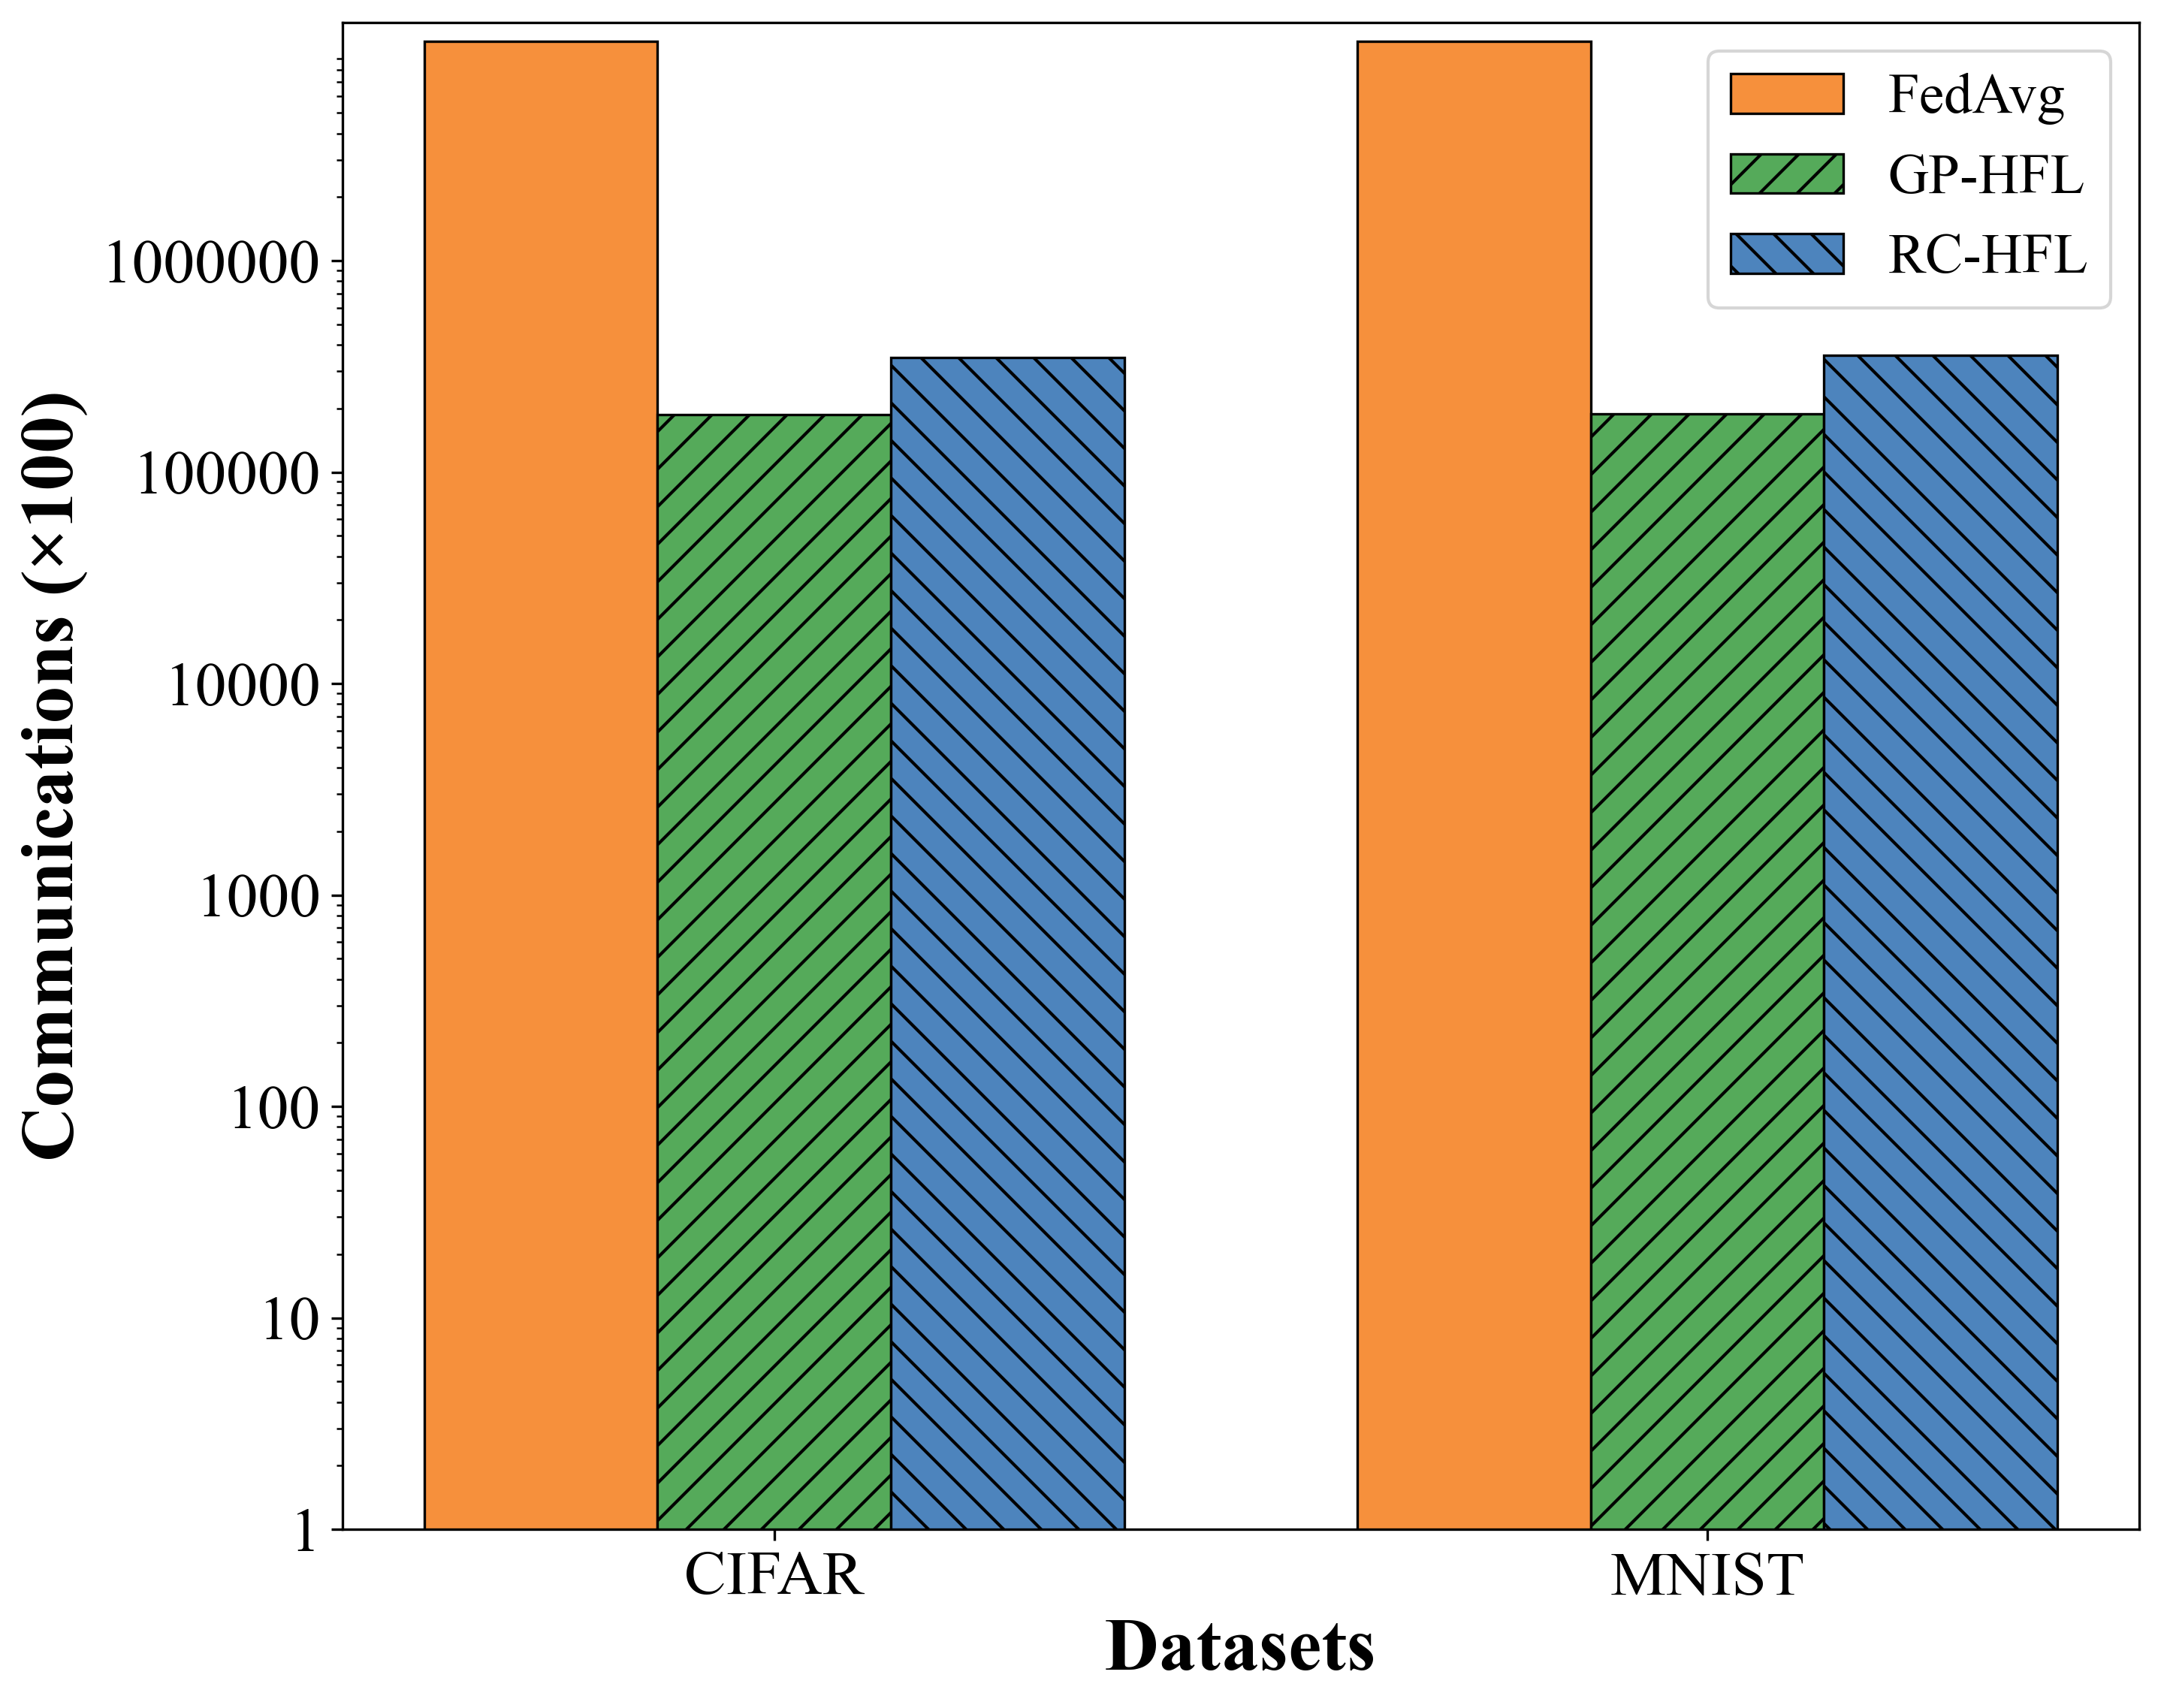 FedAvg
GP-HFL
RC-HFL
Communications (×100)
1000000
100000
10000
1000
100
10
1
CIFAR
MNIST
Datasets